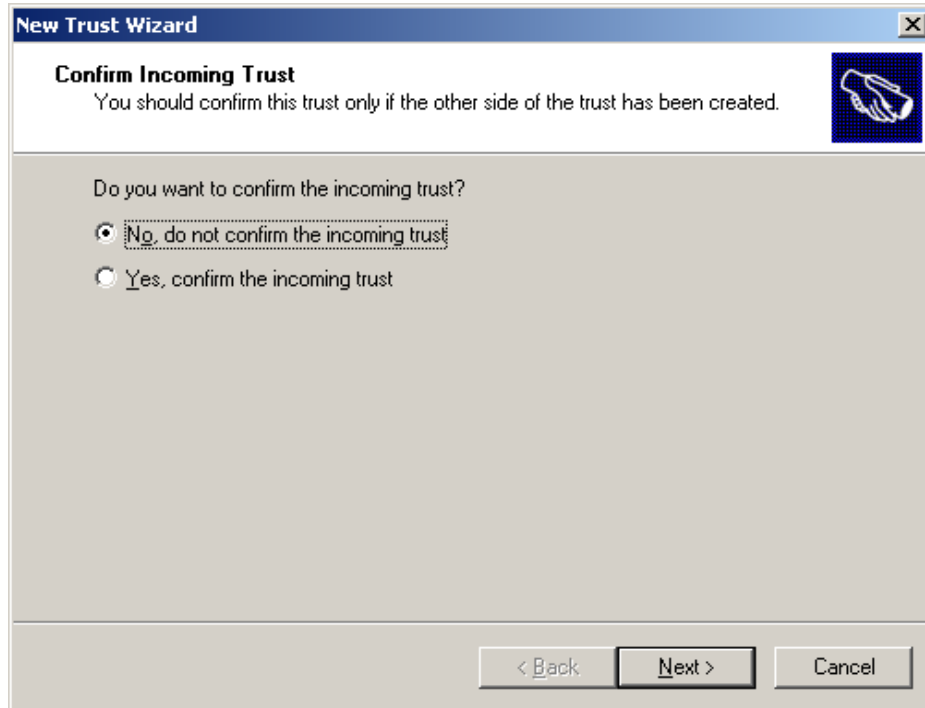 New Trust Wizard
Confirm Incoming Trust
You should confirm this trust only if the other side of the trust has been created.
Do you want to confirm the incoming trust?
No, do not confirm the incoming trust
Yes, confirm the incoming trust
< Back Next > Cancel